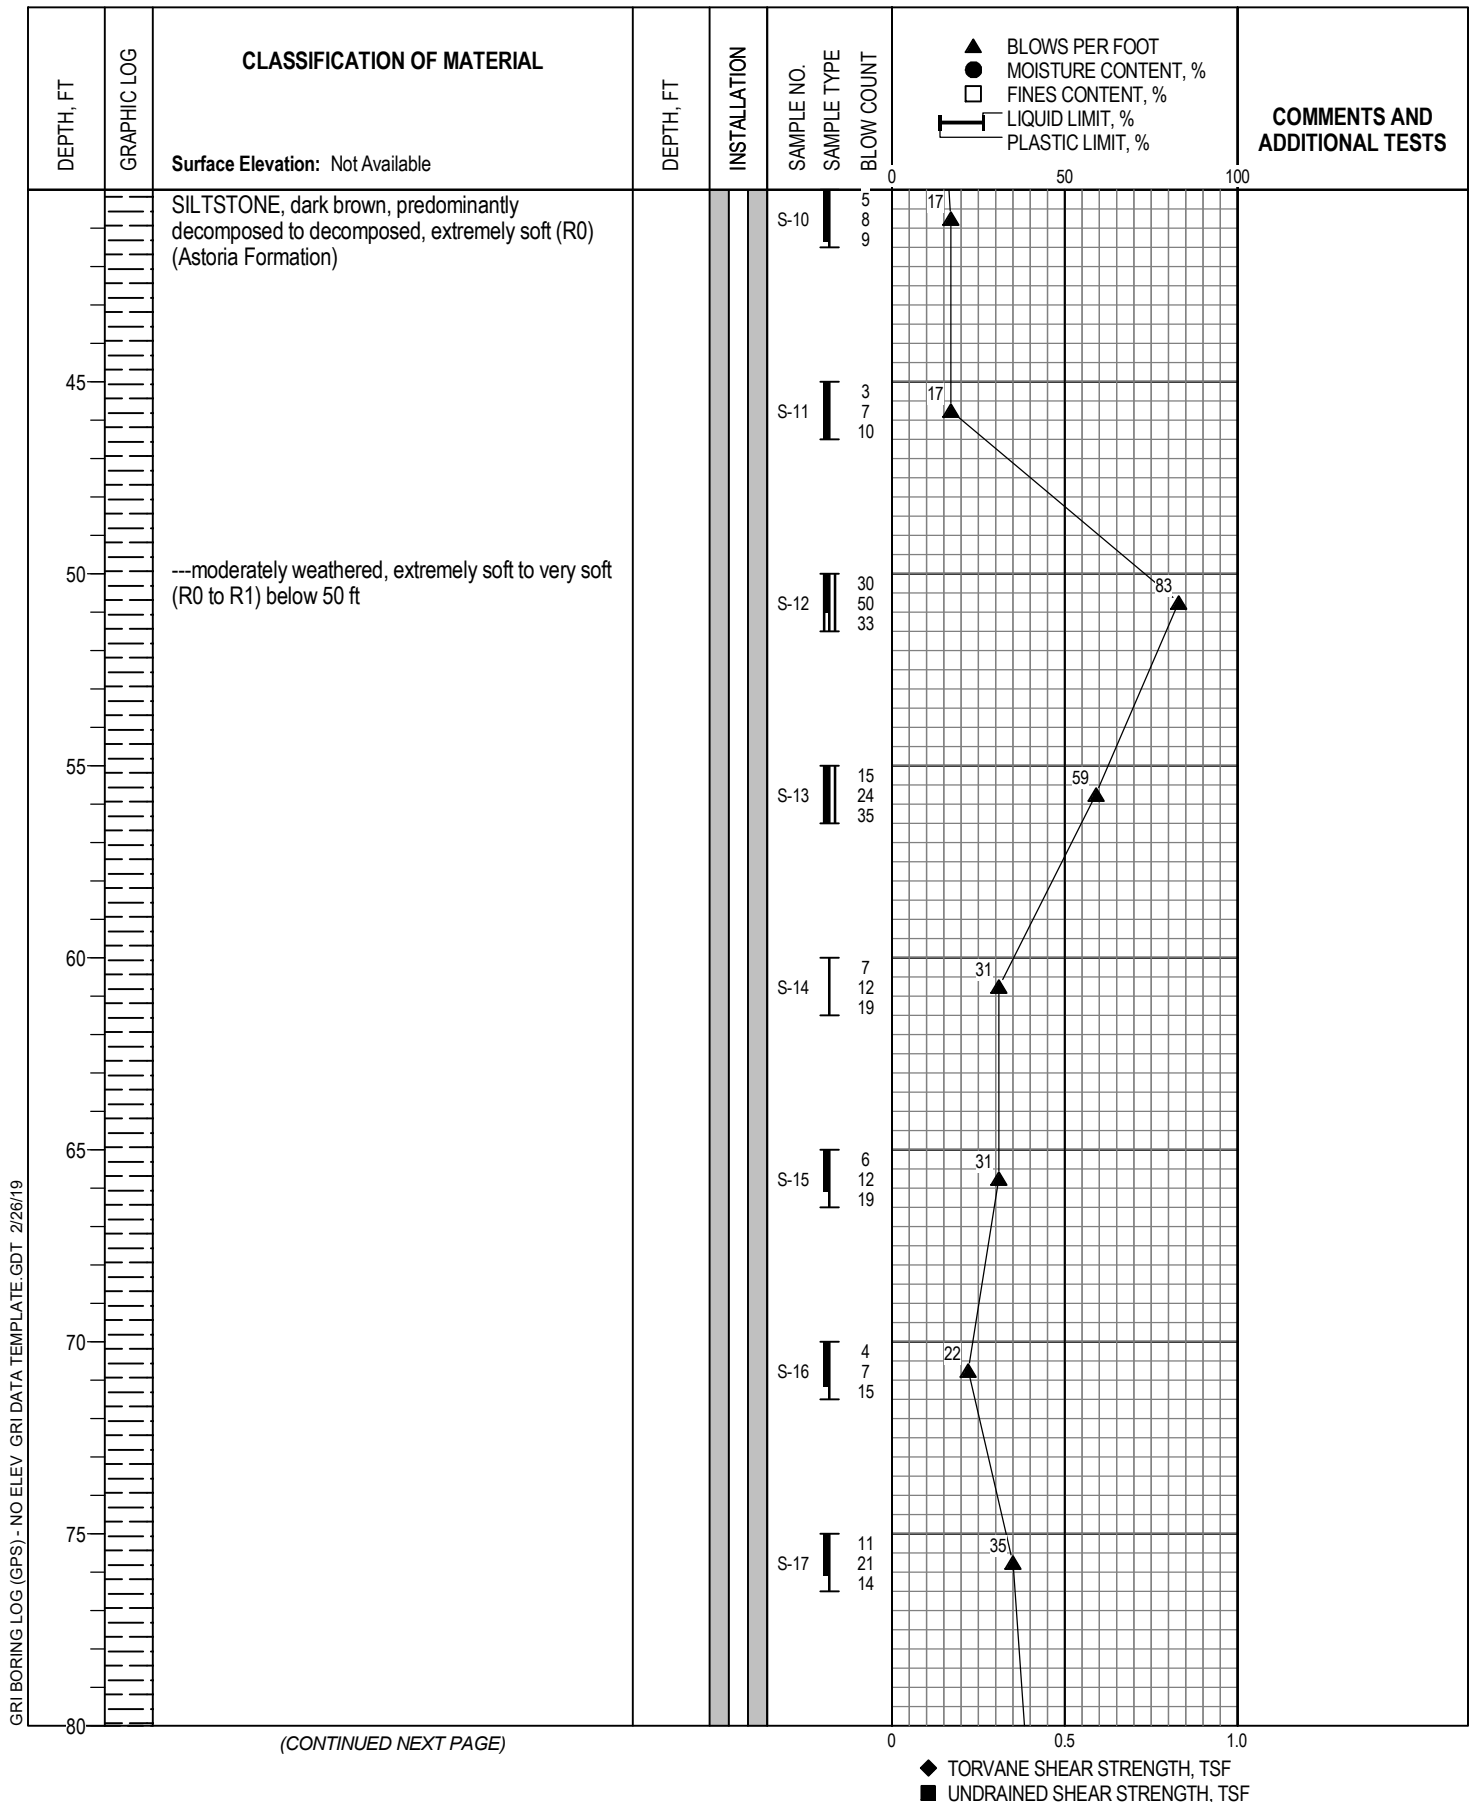 DEPTH, FT
GRAPHIC LOG
CLASSIFICATION OF MATERIAL
Surface Elevation: Not Available
DEPTH, FT
INSTALLATION
SAMPLE NO.
SAMPLE TYPE
BLOW COUNT
▲ BLOWS PER FOOT
● MOISTURE CONTENT, %
□ FINES CONTENT, %
LIQUID LIMIT, %
PLASTIC LIMIT, %
0 50 100
COMMENTS AND
ADDITIONAL TESTS
SILTSTONE, dark brown, predominantly
decomposed to decomposed, extremely soft (R0)
(Astoria Formation)
S-10
5
8
9
17
45
S-11
3
7
10
17
50
---moderately weathered, extremely soft to very soft
(R0 to R1) below 50 ft
S-12
30
50
33
83
55
S-13
15
24
35
59
60
S-14
7
12
19
31
65
S-15
6
12
19
31
70
S-16
4
7
15
22
75
S-17
11
21
14
35
80
(CONTINUED NEXT PAGE)
0 0.5 1.0
◆ TORVANE SHEAR STRENGTH, TSF
■ UNDRAINED SHEAR STRENGTH, TSF
GRI BORING LOG (GPS) - NO ELEV GRI DATA TEMPLATE.GDT 2/26/19